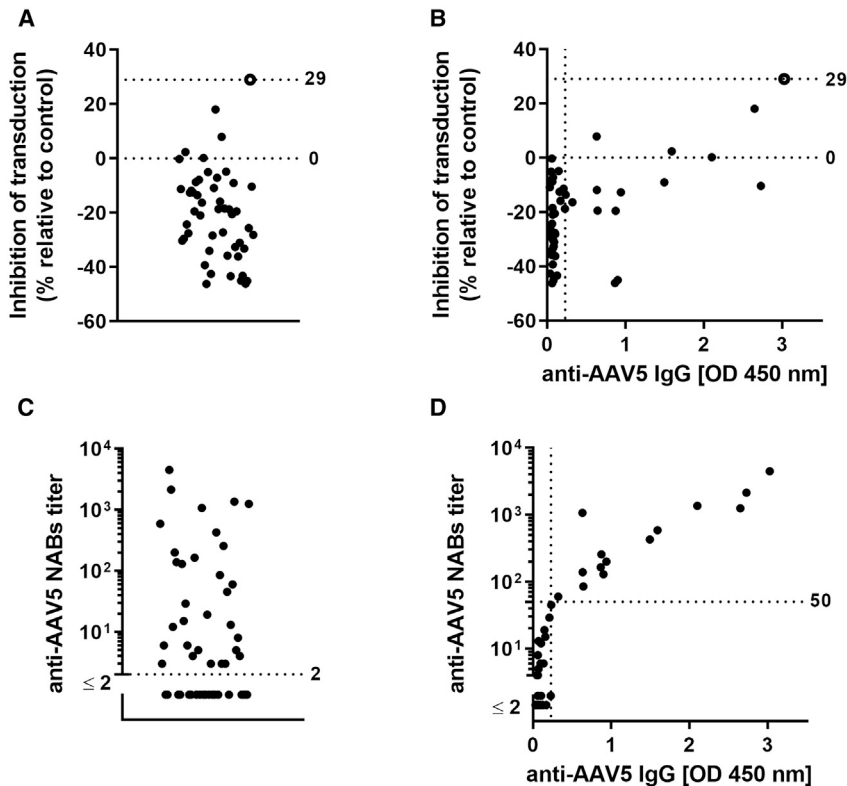 A
Inhibition of transduction
(% relative to control)
40
20
0
-20
-40
-60
29
0
B
Inhibition of transduction
(% relative to control)
40
20
0
-20
-40
-60
29
0
0 1 2 3
anti-AAV5 IgG [OD 450 nm]
C
anti-AAV5 NABs titer
10⁴
10³
10²
10¹
≤ 2
2
D
anti-AAV5 NABs titer
10⁴
10³
10²
10¹
≤ 2
50
0 1 2 3
anti-AAV5 IgG [OD 450 nm]